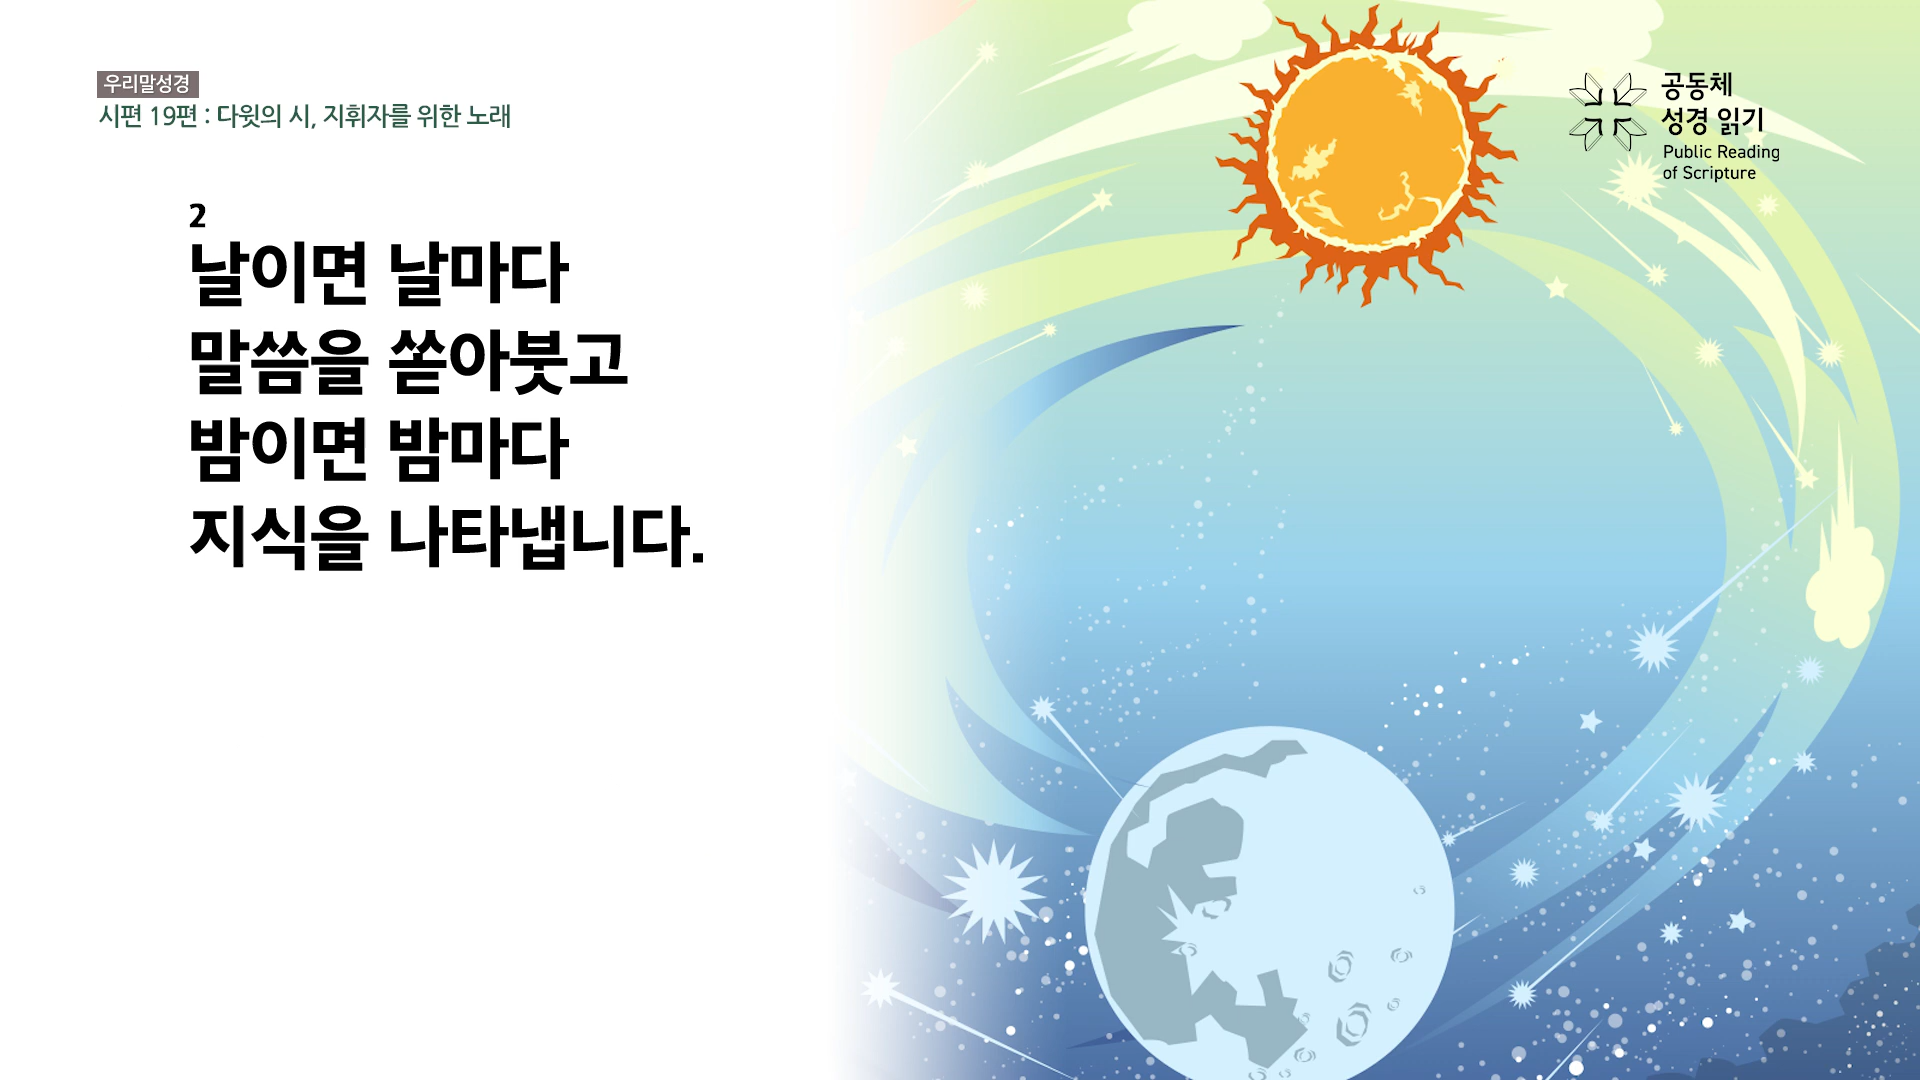 우리말성경
시편 19편 : 다윗의 시, 지휘자를 위한 노래
2
날이면 날마다
말씀을 쏟아붓고
밤이면 밤마다
지식을 나타냅니다.
공동체
성경 읽기
Public Reading
of Scripture